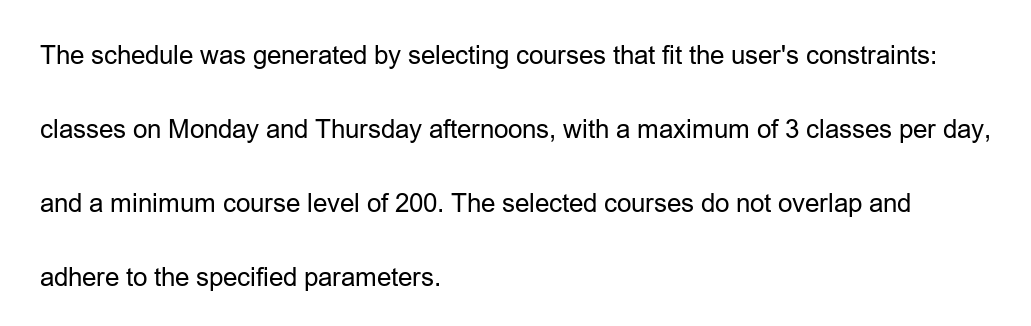 The schedule was generated by selecting courses that fit the user's constraints:
classes on Monday and Thursday afternoons, with a maximum of 3 classes per day,
and a minimum course level of 200. The selected courses do not overlap and
adhere to the specified parameters.